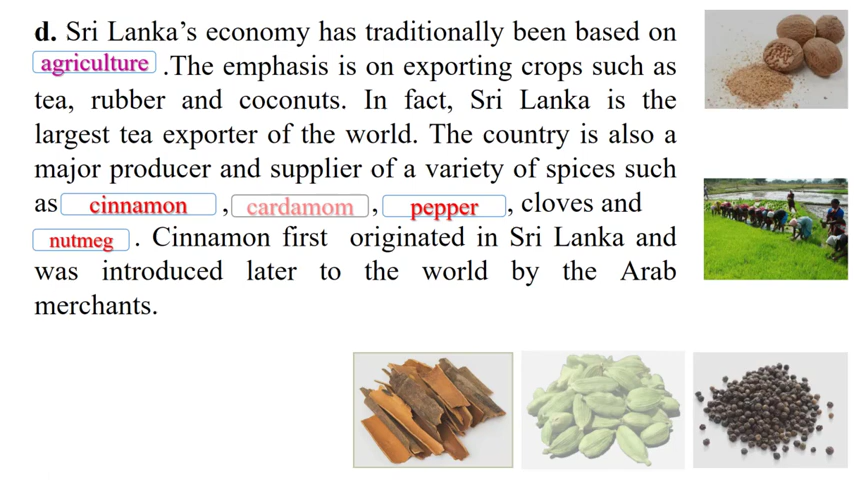 d. Sri Lanka’s economy has traditionally been based on
agriculture .The emphasis is on exporting crops such as
tea, rubber and coconuts. In fact, Sri Lanka is the
largest tea exporter of the world. The country is also a
major producer and supplier of a variety of spices such
as cinnamon , cardamom , pepper , cloves and
nutmeg . Cinnamon first originated in Sri Lanka and
was introduced later to the world by the Arab
merchants.